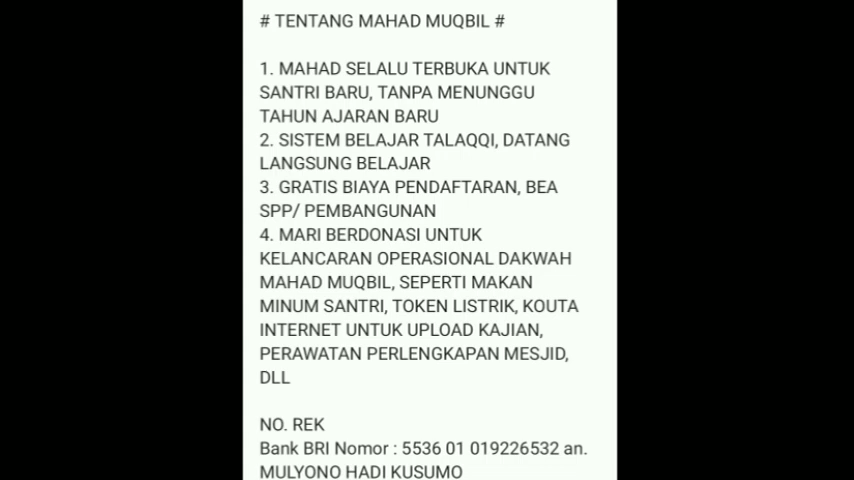 # TENTANG MAHAD MUQBIL #
1. MAHAD SELALU TERBUKA UNTUK
SANTRI BARU, TANPA MENUNGGU
TAHUN AJARAN BARU
2. SISTEM BELAJAR TALAQQI, DATANG
LANGSUNG BELAJAR
3. GRATIS BIAYA PENDAFTARAN, BEA
SPP/ PEMBANGUNAN
4. MARI BERDONASI UNTUK
KELANCARAN OPERASIONAL DAKWAH
MAHAD MUQBIL, SEPERTI MAKAN
MINUM SANTRI, TOKEN LISTRIK, KOUTA
INTERNET UNTUK UPLOAD KAJIAN,
PERAWATAN PERLENGKAPAN MESJID,
DLL
NO. REK
Bank BRI Nomor : 5536 01 019226532 an.
MULYONO HADI KUSUMO